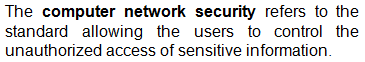 The computer network security refers to the
standard allowing the users to control the
unauthorized access of sensitive information.